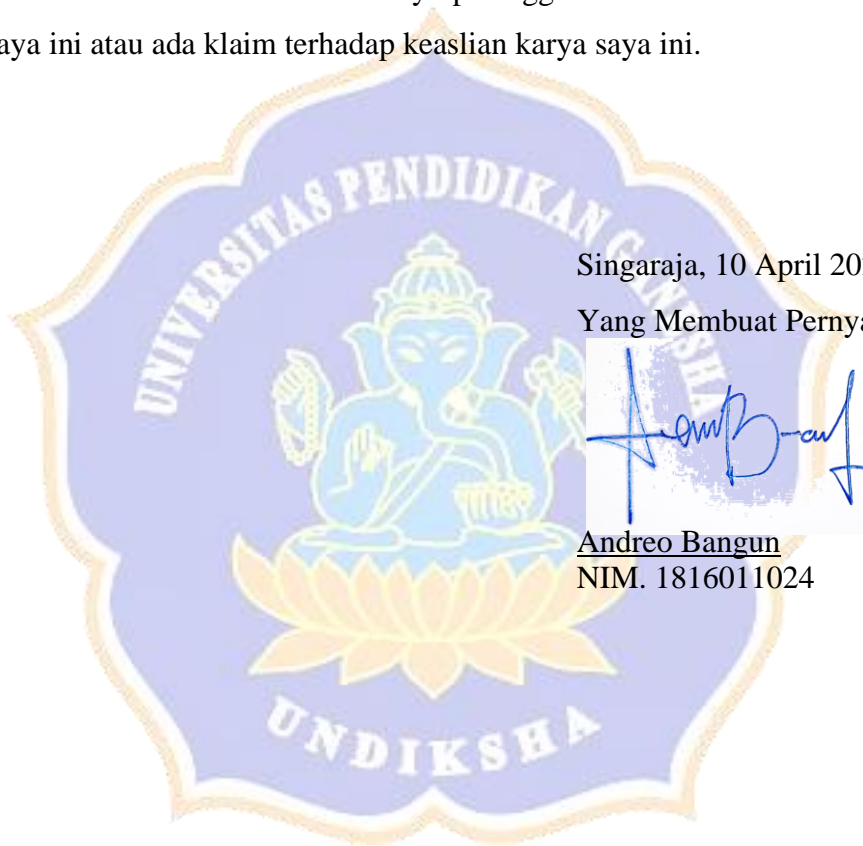 aya ini atau ada klaim terhadap keaslian karya saya ini.
UNIVERSITAS PENDIDIKAN GANESHA
Singaraja, 10 April 20
Yang Membuat Pernya
Andreo Bangun
NIM. 1816011024
UNDIKSHA